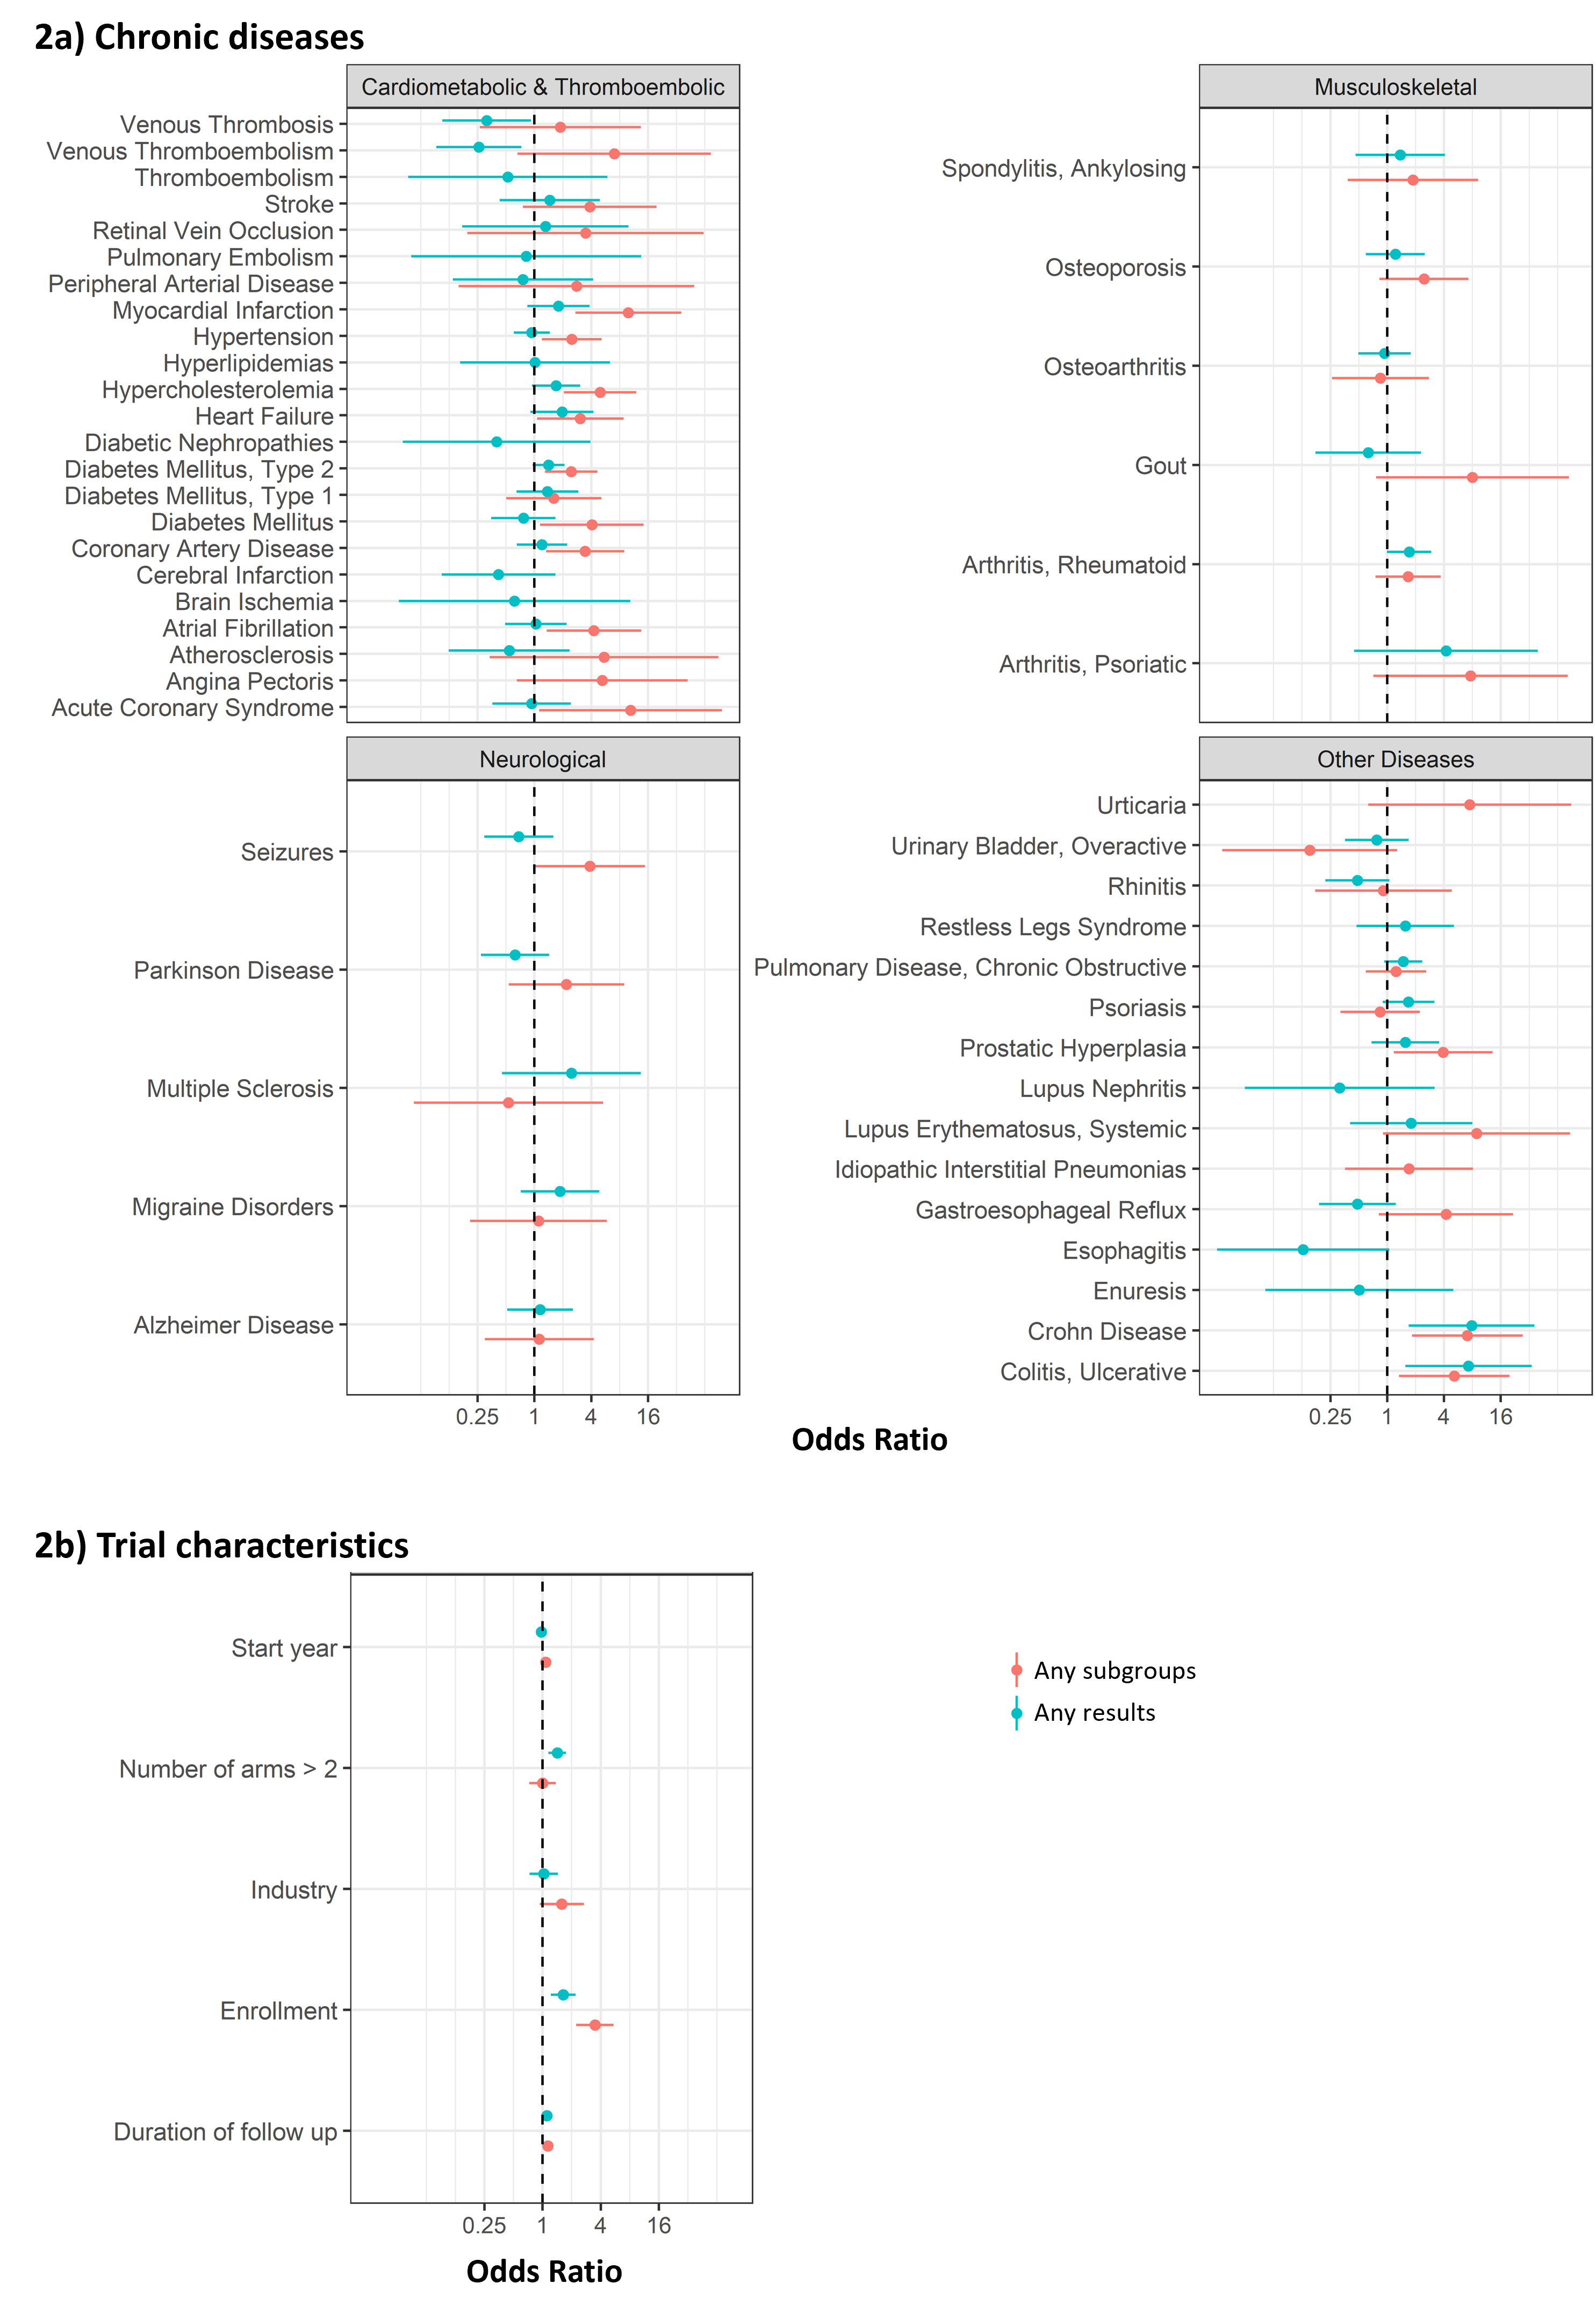 2a) Chronic diseases
Cardiometabolic & Thromboembolic
Venous Thrombosis
Venous Thromboembolism
Thromboembolism
Stroke
Retinal Vein Occlusion
Pulmonary Embolism
Peripheral Arterial Disease
Myocardial Infarction
Hypertension
Hyperlipidemias
Hypercholesterolemia
Heart Failure
Diabetic Nephropathies
Diabetes Mellitus, Type 2
Diabetes Mellitus, Type 1
Diabetes Mellitus
Coronary Artery Disease
Cerebral Infarction
Brain Ischemia
Atrial Fibrillation
Atherosclerosis
Angina Pectoris
Acute Coronary Syndrome
Musculoskeletal
Spondylitis, Ankylosing
Osteoporosis
Osteoarthritis
Gout
Arthritis, Rheumatoid
Arthritis, Psoriatic
Neurological
Seizures
Parkinson Disease
Multiple Sclerosis
Migraine Disorders
Alzheimer Disease
0.25 1 4 16
Other Diseases
Urticaria
Urinary Bladder, Overactive
Rhinitis
Restless Legs Syndrome
Pulmonary Disease, Chronic Obstructive
Psoriasis
Prostatic Hyperplasia
Lupus Nephritis
Lupus Erythematosus, Systemic
Idiopathic Interstitial Pneumonias
Gastroesophageal Reflux
Esophagitis
Enuresis
Crohn Disease
Colitis, Ulcerative
0.25 1 4 16
Odds Ratio
2b) Trial characteristics
Start year
Number of arms > 2
Industry
Enrollment
Duration of follow up
0.25 1 4 16
Odds Ratio
Any subgroups
Any results